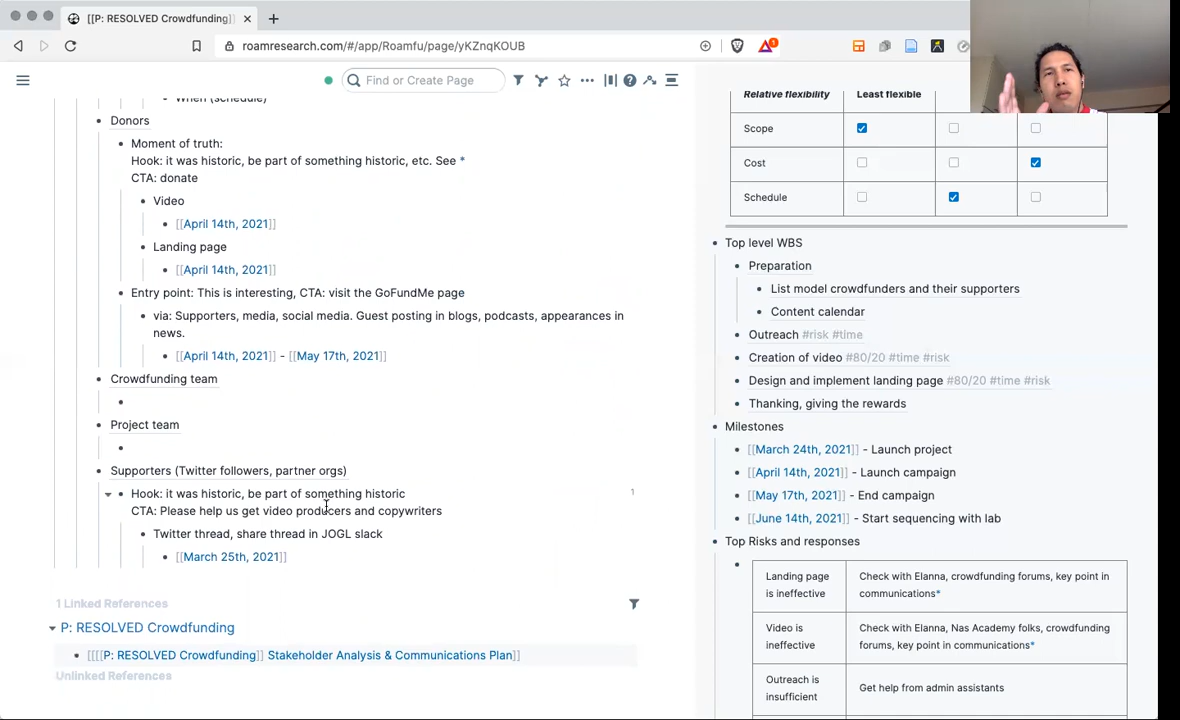 [[P: RESOLVED Crowdfunding]
roamresearch.com/#/app/Roamfu/page/yKZnqKOUB
1
Find or Create Page
When (schedule)
Donors
Moment of truth:
Hook: it was historic, be part of something historic, etc. See *
CTA: donate
Video
[[April 14th, 2021]]
Landing page
[[April 14th, 2021]]
Entry point: This is interesting, CTA: visit the GoFundMe page
via: Supporters, media, social media. Guest posting in blogs, podcasts, appearances in
news.
[[April 14th, 2021]] - [[May 17th, 2021]]
Crowdfunding team
Project team
Supporters (Twitter followers, partner orgs)
Hook: it was historic, be part of something historic
1
CTA: Please help us get video producers and copywriters
Twitter thread, share thread in JOGL slack
[[March 25th, 2021]]
1 Linked References
P: RESOLVED Crowdfunding
[[[[P: RESOLVED Crowdfunding]] Stakeholder Analysis & Communications Plan]]
Unlinked References
Relative flexibility Least flexible
Scope
Cost
Schedule
Top level WBS
Preparation
List model crowdfunders and their supporters
Content calendar
Outreach #risk #time
Creation of video #80/20 #time #risk
Design and implement landing page #80/20 #time #risk
Thanking, giving the rewards
Milestones
[[March 24th, 2021]] - Launch project
[[April 14th, 2021]] - Launch campaign
[[May 17th, 2021]] - End campaign
[[June 14th, 2021]] - Start sequencing with lab
Top Risks and responses
Landing page
is ineffective
Check with Elanna, crowdfunding forums, key point in
communications*
Video is
ineffective
Check with Elanna, Nas Academy folks, crowdfunding
forums, key point in communications*
Outreach is
insufficient
Get help from admin assistants